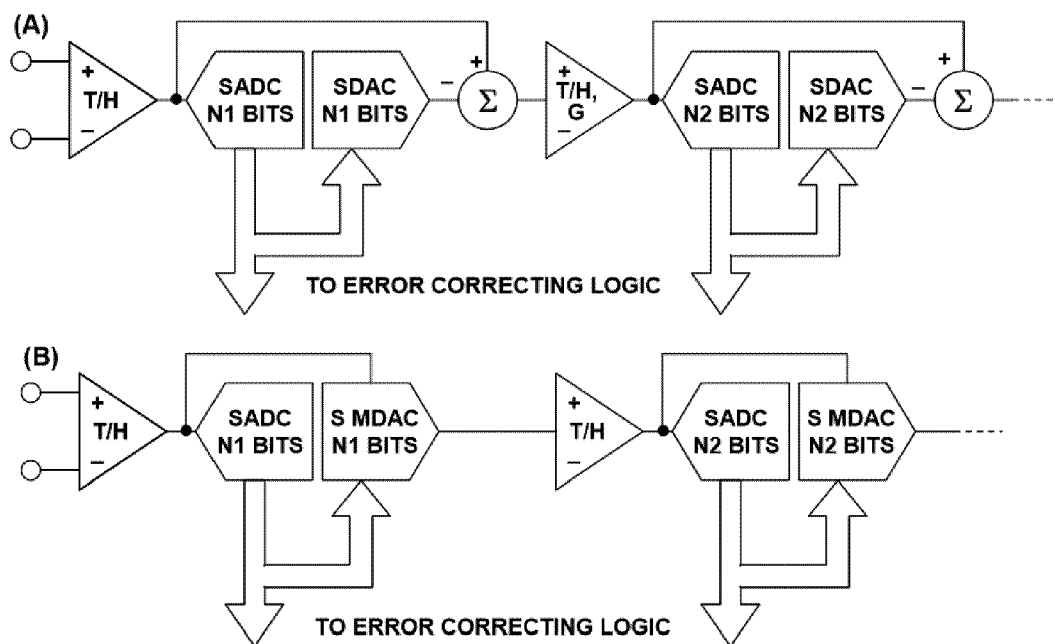 (A)
+
T/H
−
SADC
N1 BITS
SDAC
N1 BITS
+
−
Σ
+
T/H,
G
−
SADC
N2 BITS
SDAC
N2 BITS
+
−
Σ
TO ERROR CORRECTING LOGIC
(B)
+
T/H
−
SADC
N1 BITS
S MDAC
N1 BITS
+
T/H
−
SADC
N2 BITS
S MDAC
N2 BITS
TO ERROR CORRECTING LOGIC